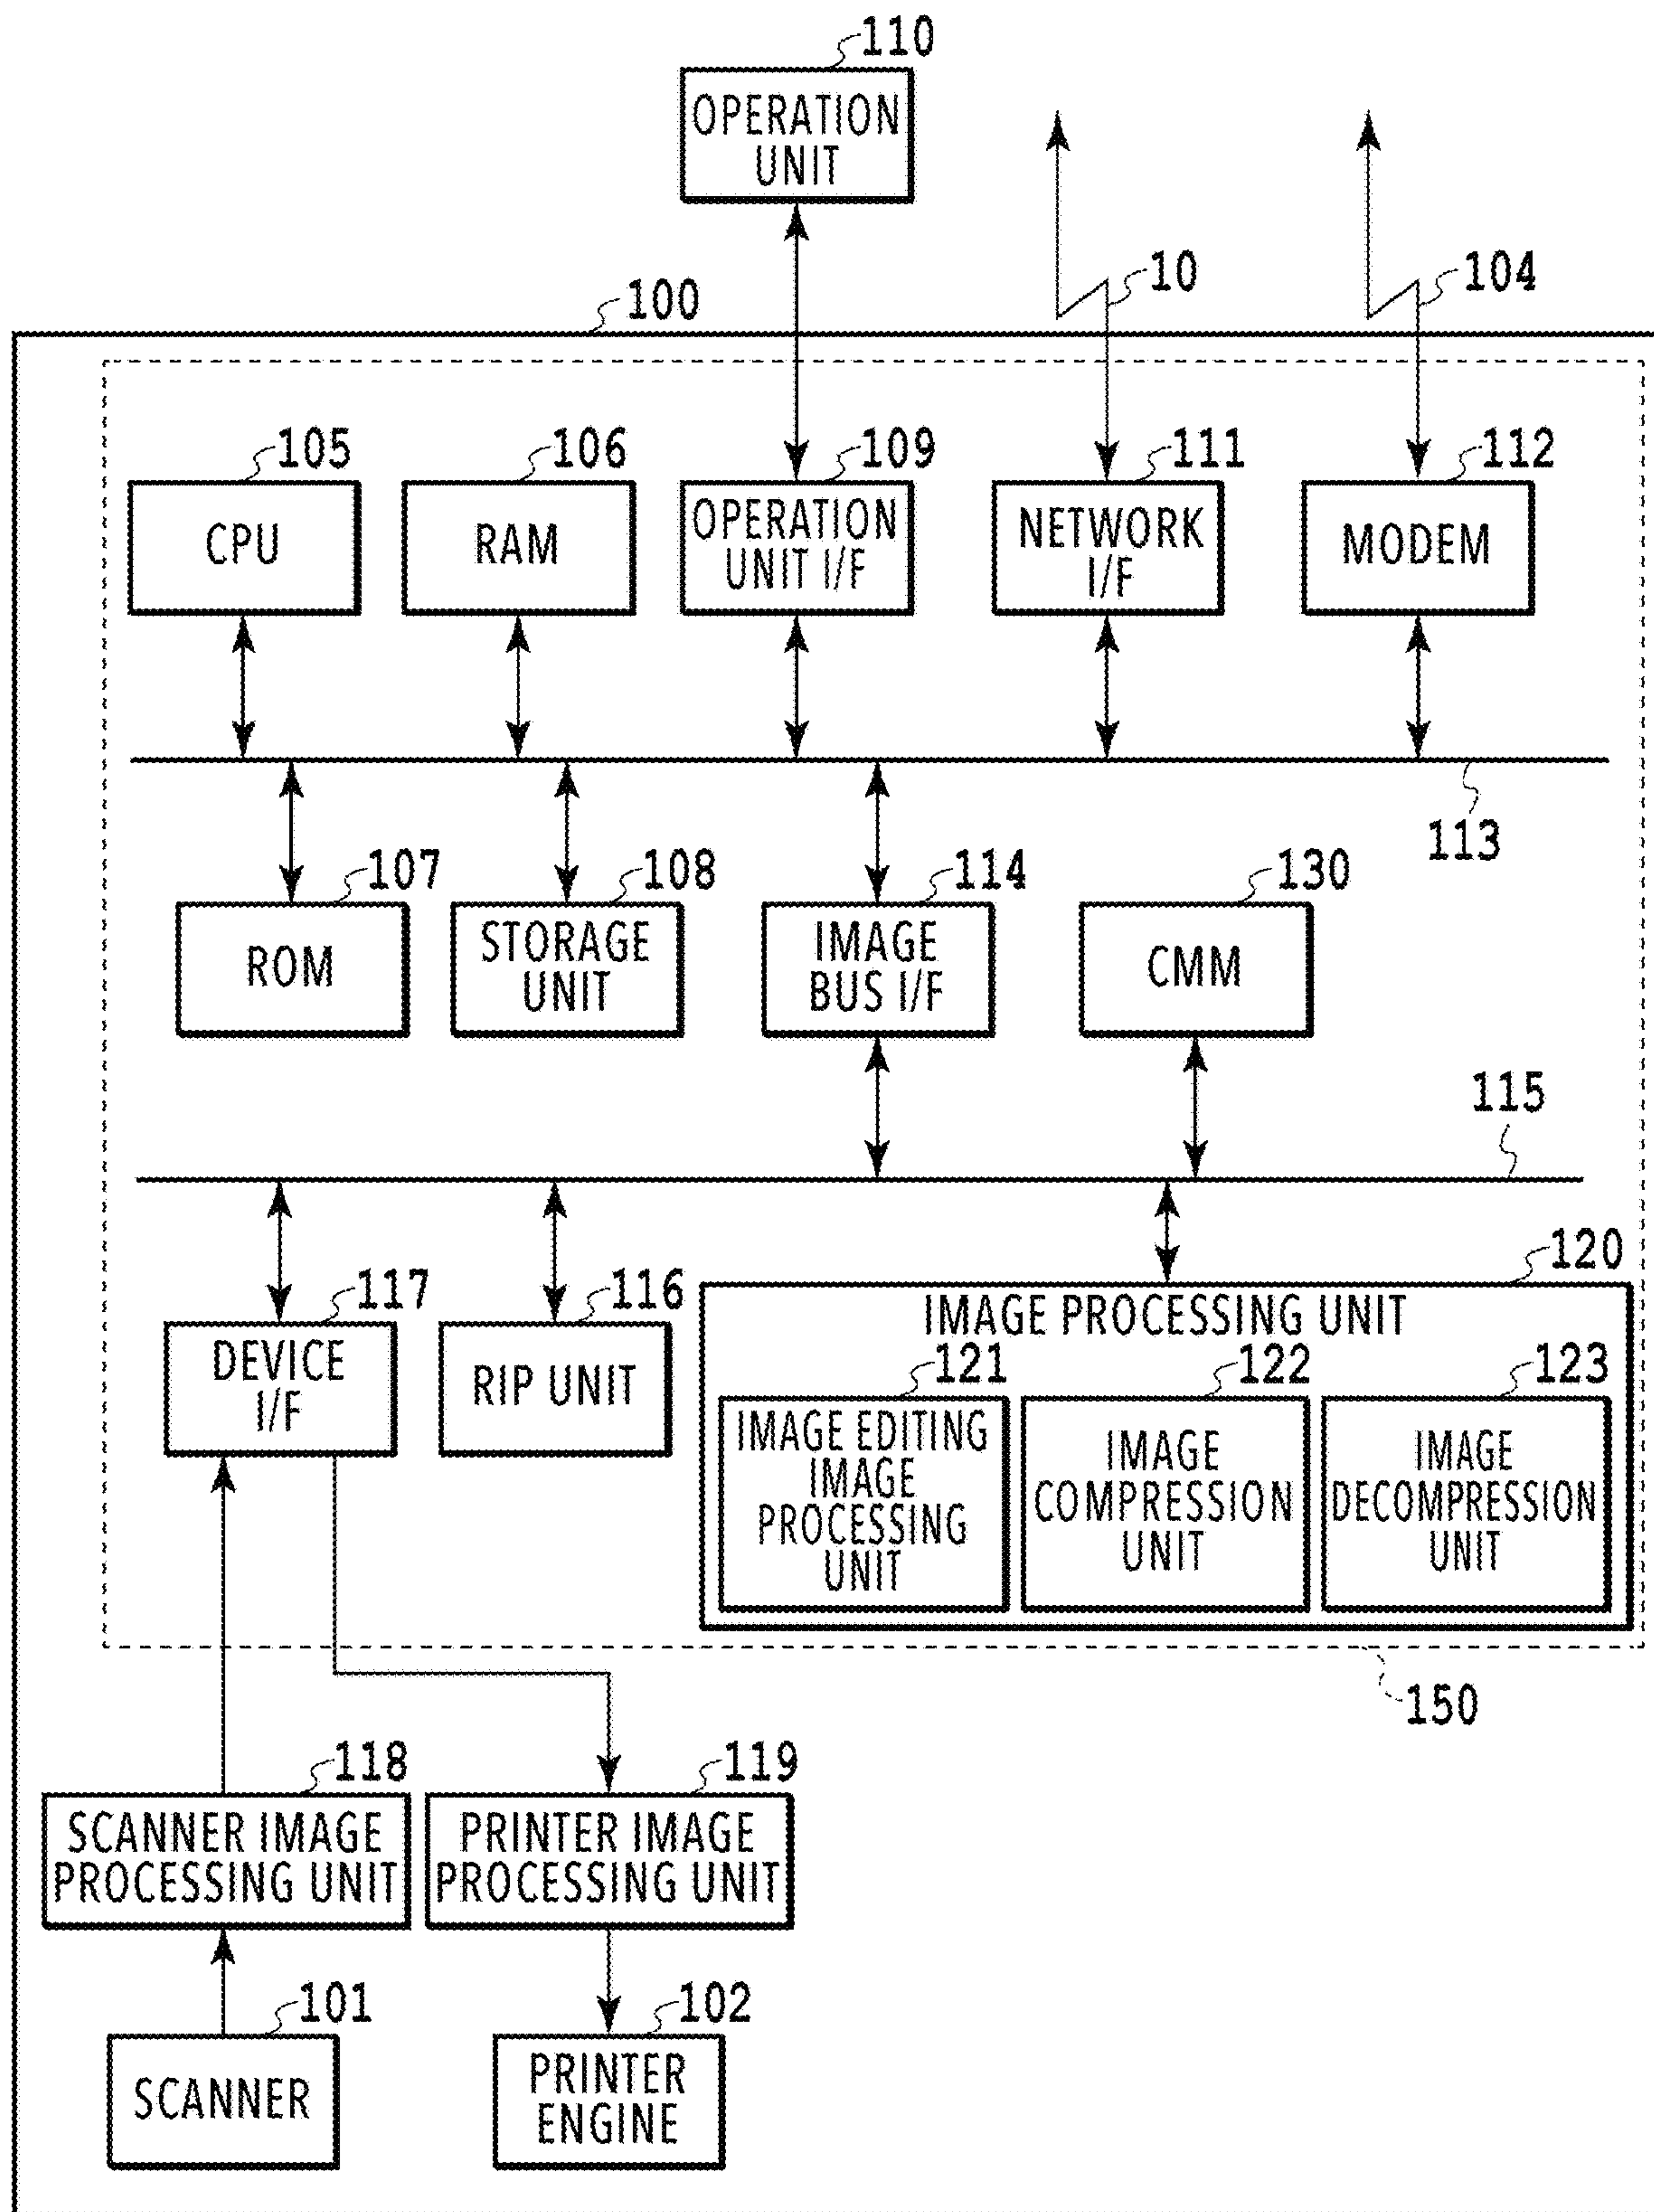 110
OPERATION
UNIT
100
10
104
105
106
109
111
112
CPU
RAM
OPERATION
UNIT I/F
NETWORK
I/F
MODEM
113
107
108
114
130
ROM
STORAGE
UNIT
IMAGE
BUS I/F
CMM
115
117
116
120
DEVICE
I/F
RIP UNIT
IMAGE PROCESSING UNIT
121
122
123
IMAGE EDITING
IMAGE
PROCESSING
UNIT
IMAGE
COMPRESSION
UNIT
IMAGE
DECOMPRESSION
UNIT
150
118
119
SCANNER IMAGE
PROCESSING UNIT
PRINTER IMAGE
PROCESSING UNIT
101
102
SCANNER
PRINTER
ENGINE